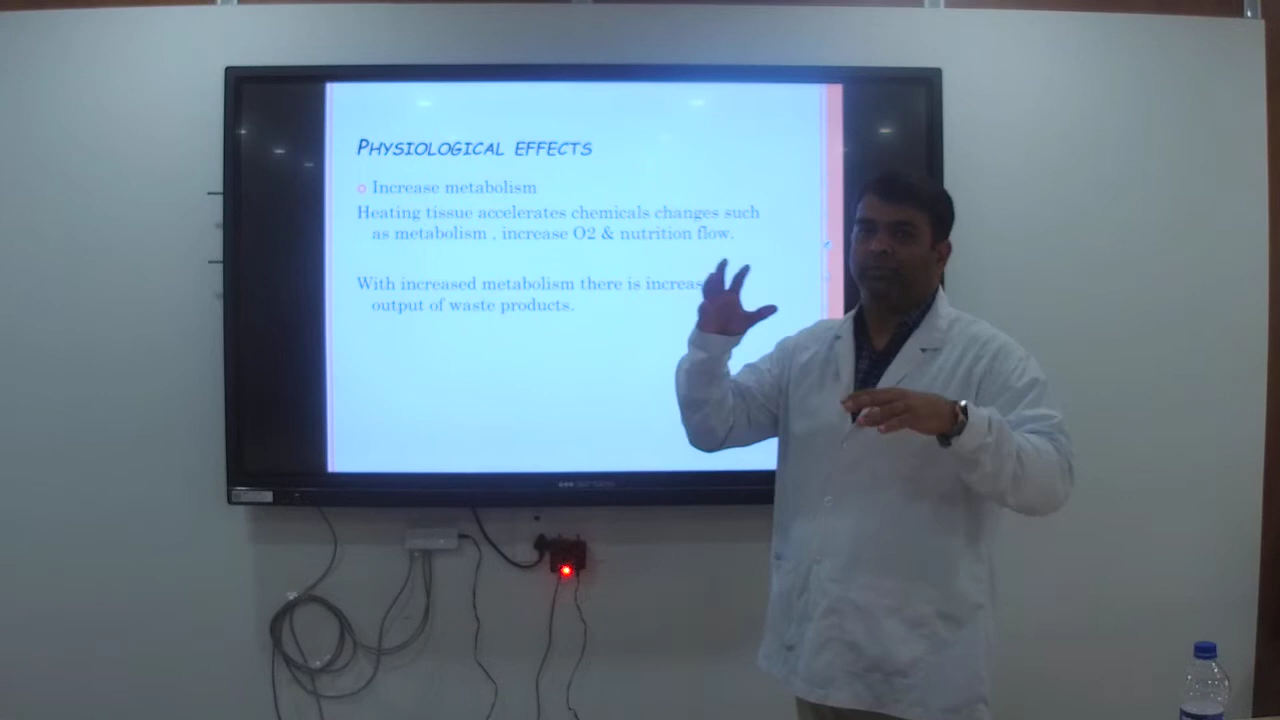 PHYSIOLOGICAL EFFECTS
Increase metabolism
Heating tissue accelerates chemicals changes such
as metabolism , increase O2 & nutrition flow.
With increased metabolism there is increas
output of waste products.